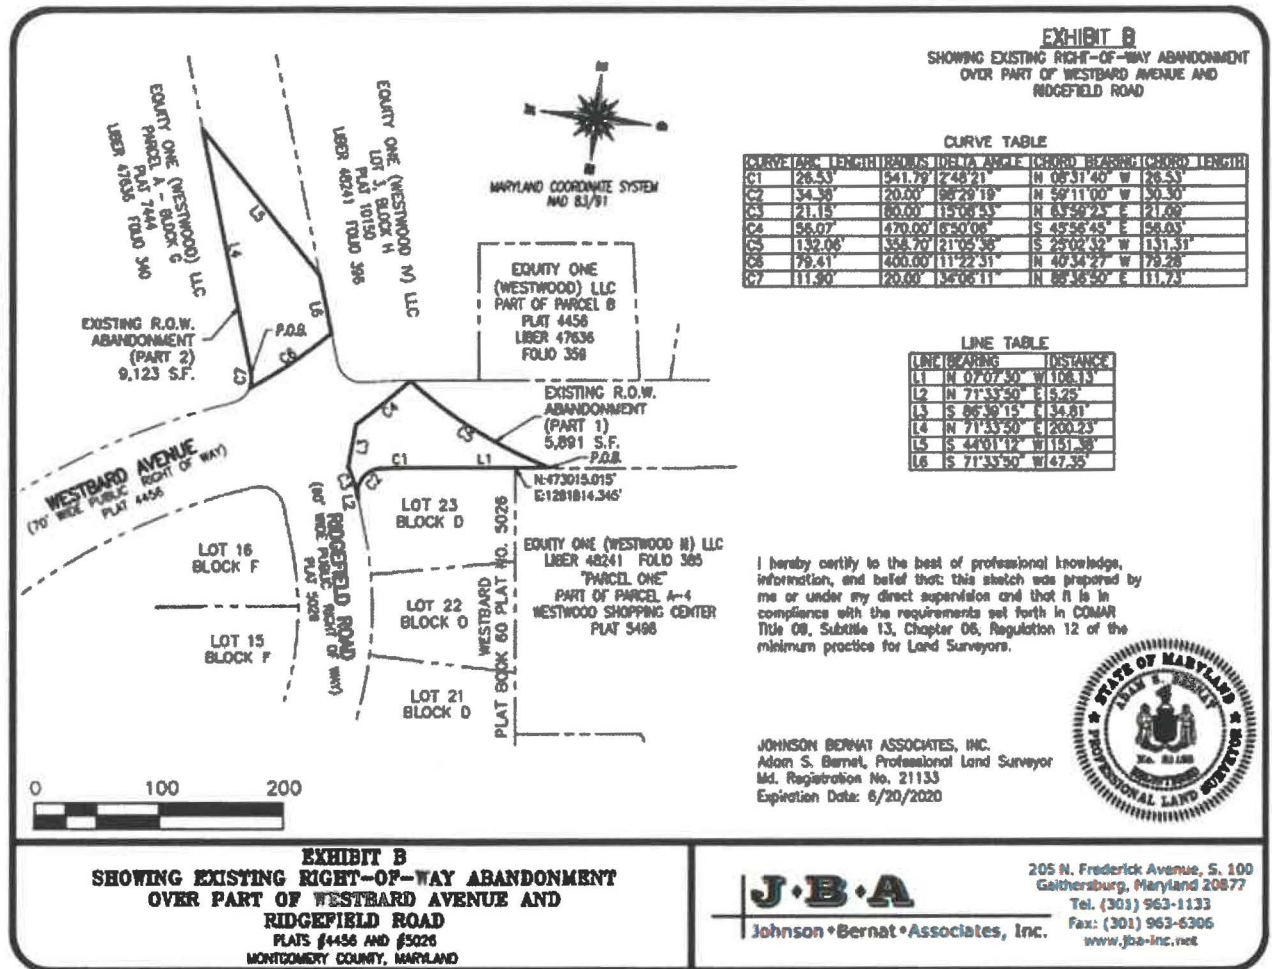 EXHIBIT B
SHOWING EXISTING RIGHT-OF-WAY ABANDONMENT
OVER PART OF WESTBARD AVENUE AND
RIDGEFIELD ROAD
MARYLAND COORDINATE SYSTEM
NAD 83/91
CURVE TABLE
CURVE ARC LENGTH RADIUS DELTA ANGLE CHORD BEARING CHORD LENGTH
C1 26.53' 541.79' 2°48'21" N 08°31'40" W 26.53'
C2 34.38' 20.00' 98°29'19" N 59°11'00" W 30.30'
C3 21.15' 80.00' 15°08'53" N 83°59'23" E 21.09'
C4 56.07' 470.00' 6°50'06" S 45°56'45" E 56.03'
C5 132.06' 358.70' 21°05'36" S 25°02'32" W 131.31'
C6 79.41' 400.00' 11°22'31" N 40°34'27" W 79.28'
C7 11.90' 20.00' 34°06'11" N 88°36'50" E 11.73'
LINE TABLE
LINE BEARING DISTANCE
L1 N 07°07'30" W 108.13'
L2 N 71°33'50" E 5.25'
L3 S 86°39'15" E 34.81'
L4 N 71°33'50" E 200.23'
L5 S 44°01'12" W 151.38'
L6 S 71°33'50" W 47.35'
EQUITY ONE (WESTWOOD) LLC
PARCEL A - BLOCK G
PLAT 7444
LIBER 47636 FOLIO 340
EQUITY ONE (WESTWOOD IV) LLC
LOT 3, BLOCK H
PLAT 10150
LIBER 48241 FOLIO 396
L5
L4
L6
C6
C7
P.O.B.
EXISTING R.O.W.
ABANDONMENT
(PART 2)
9,123 S.F.
EQUITY ONE
(WESTWOOD) LLC
PART OF PARCEL B
PLAT 4456
LIBER 47636
FOLIO 359
EXISTING R.O.W.
ABANDONMENT
(PART 1)
5,891 S.F.
P.O.B.
C4
C5
C1
L1
C2
L2
N:473015.015'
E:1281814.345'
WESTBARD AVENUE
(70' WIDE PUBLIC RIGHT OF WAY)
PLAT 4456
RIDGEFIELD ROAD
(80' WIDE PUBLIC RIGHT OF WAY)
PLAT 5026
LOT 23
BLOCK D
LOT 22
BLOCK D
LOT 21
BLOCK D
LOT 16
BLOCK F
LOT 15
BLOCK F
WESTBARD
PLAT BOOK 60 PLAT NO. 5026
EQUITY ONE (WESTWOOD II) LLC
LIBER 48241 FOLIO 385
"PARCEL ONE"
PART OF PARCEL A-4
WESTWOOD SHOPPING CENTER
PLAT 5498
I hereby certify to the best of professional knowledge,
information, and belief that: this sketch was prepared by
me or under my direct supervision and that it is in
compliance with the requirements set forth in COMAR
Title 09, Subtitle 13, Chapter 06, Regulation 12 of the
minimum practice for Land Surveyors.
JOHNSON BERNAT ASSOCIATES, INC.
Adam S. Bernat, Professional Land Surveyor
Md. Registration No. 21133
Expiration Date: 6/20/2020
STATE OF MARYLAND
ADAM S. BERNAT
REGISTERED
PROFESSIONAL LAND SURVEYOR
0 100 200
EXHIBIT B
SHOWING EXISTING RIGHT-OF-WAY ABANDONMENT
OVER PART OF WESTBARD AVENUE AND
RIDGEFIELD ROAD
PLATS #4456 AND #5026
MONTGOMERY COUNTY, MARYLAND
J·B·A
Johnson•Bernat•Associates, Inc.
205 N. Frederick Avenue, S. 100
Gaithersburg, Maryland 20877
Tel. (301) 963-1133
Fax: (301) 963-6306
www.jba-inc.net